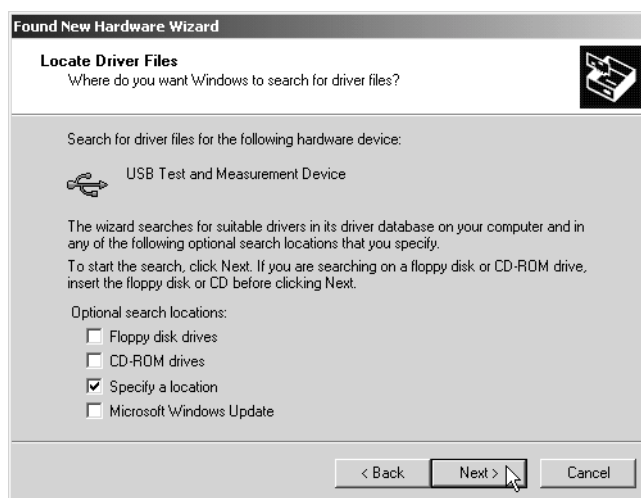 Found New Hardware Wizard
Locate Driver Files
Where do you want Windows to search for driver files?
Search for driver files for the following hardware device:
USB Test and Measurement Device
The wizard searches for suitable drivers in its driver database on your computer and in
any of the following optional search locations that you specify.
To start the search, click Next. If you are searching on a floppy disk or CD-ROM drive,
insert the floppy disk or CD before clicking Next.
Optional search locations:
Floppy disk drives
CD-ROM drives
Specify a location
Microsoft Windows Update
< Back Next > Cancel